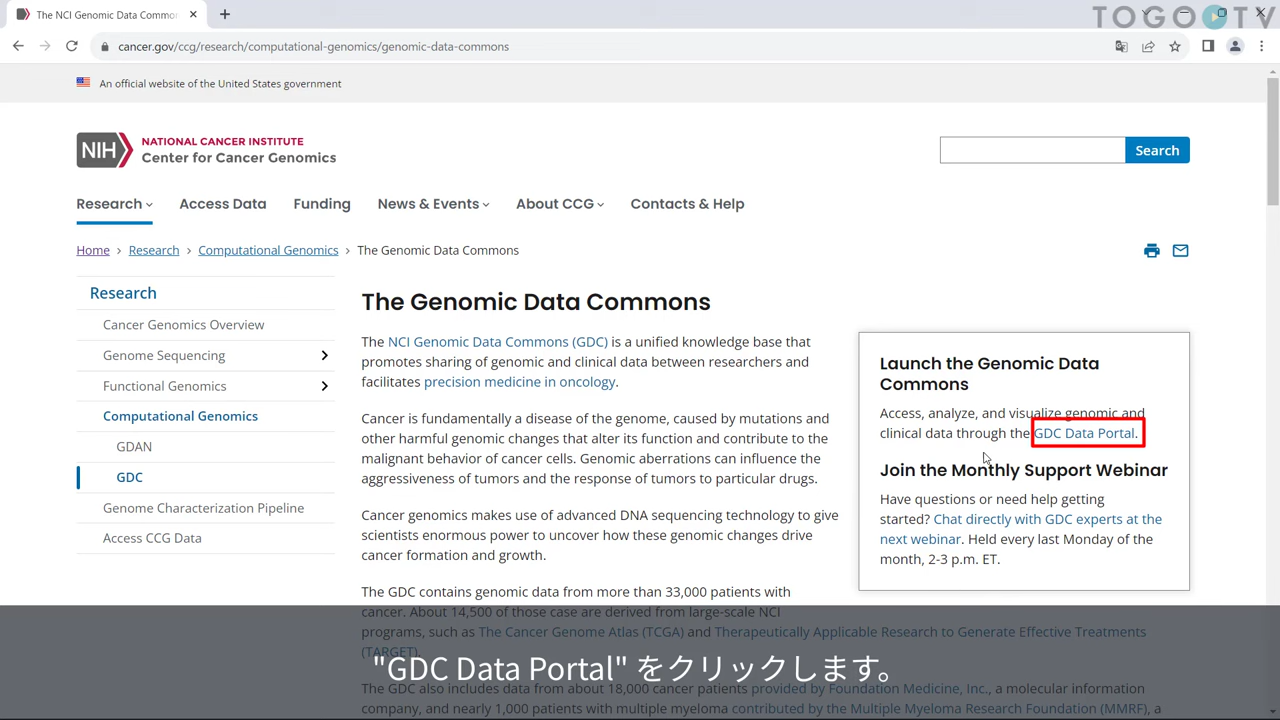 The NCI Genomic Data Common
TOGO TV
cancer.gov/ccg/research/computational-genomics/genomic-data-commons
An official website of the United States government
NIH
NATIONAL CANCER INSTITUTE
Center for Cancer Genomics
Search
Research
Access Data
Funding
News & Events
About CCG
Contacts & Help
Home › Research › Computational Genomics › The Genomic Data Commons
Research
Cancer Genomics Overview
Genome Sequencing
Functional Genomics
Computational Genomics
GDAN
GDC
Genome Characterization Pipeline
Access CCG Data
The Genomic Data Commons
The NCI Genomic Data Commons (GDC) is a unified knowledge base that
promotes sharing of genomic and clinical data between researchers and
facilitates precision medicine in oncology.
Cancer is fundamentally a disease of the genome, caused by mutations and
other harmful genomic changes that alter its function and contribute to the
malignant behavior of cancer cells. Genomic aberrations can influence the
aggressiveness of tumors and the response of tumors to particular drugs.
Cancer genomics makes use of advanced DNA sequencing technology to give
scientists enormous power to uncover how these genomic changes drive
cancer formation and growth.
The GDC contains genomic data from more than 33,000 patients with
cancer. About 14,500 of those case are derived from large-scale NCI
programs, such as The Cancer Genome Atlas (TCGA) and Therapeutically Applicable Research to Generate Effective Treatments
(TARGET).
The GDC also includes data from about 18,000 cancer patients provided by Foundation Medicine, Inc., a molecular information
company, and nearly 1,000 patients with multiple myeloma contributed by the Multiple Myeloma Research Foundation (MMRF), a
Launch the Genomic Data
Commons
Access, analyze, and visualize genomic and
clinical data through the GDC Data Portal.
Join the Monthly Support Webinar
Have questions or need help getting
started? Chat directly with GDC experts at the
next webinar. Held every last Monday of the
month, 2-3 p.m. ET.
"GDC Data Portal" をクリックします。